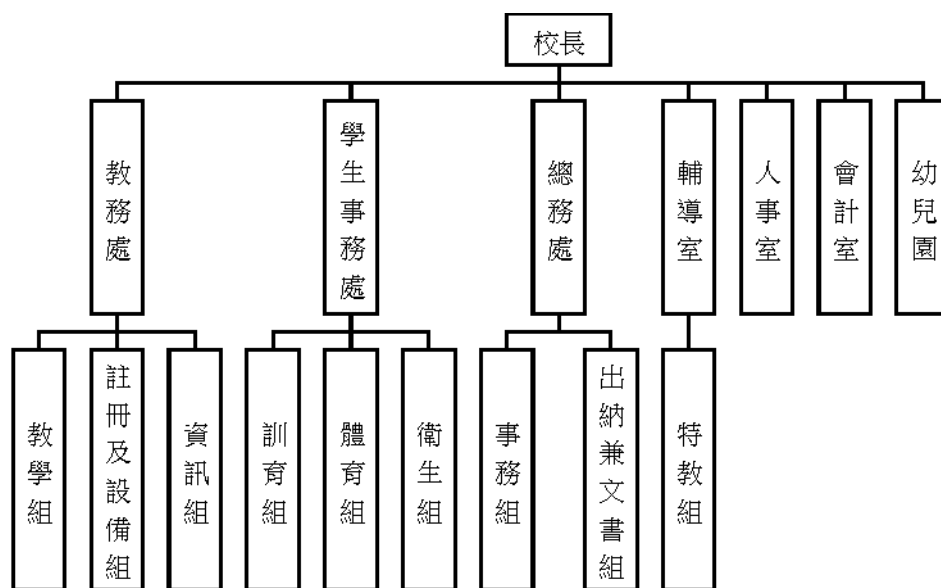 校長
教務處
學生事務處
總務處
輔導室
人事室
會計室
幼兒園
教學組
註冊及設備組
資訊組
訓育組
體育組
衛生組
事務組
出納兼文書組
特教組